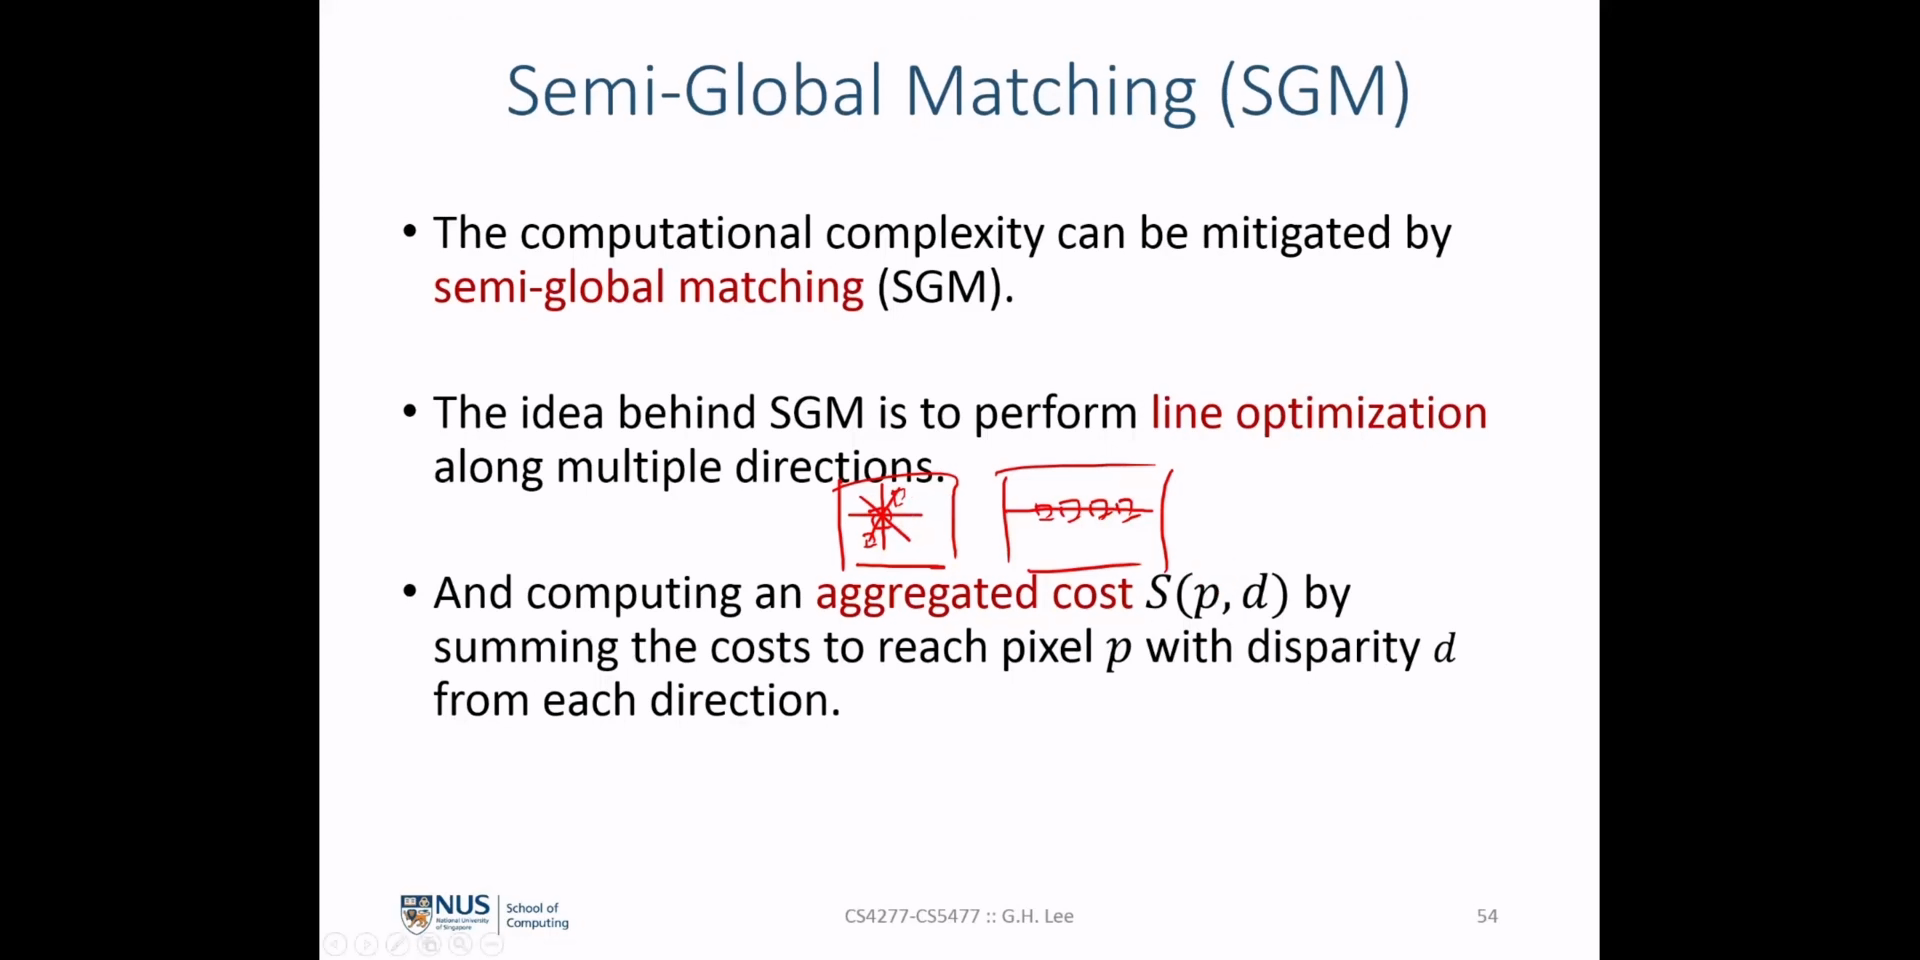 Semi-Global Matching (SGM)
• The computational complexity can be mitigated by
semi-global matching (SGM).
• The idea behind SGM is to perform line optimization
along multiple directions.
• And computing an aggregated cost S(p, d) by
summing the costs to reach pixel p with disparity d
from each direction.
NUS
National University
of Singapore
School of
Computing
CS4277-CS5477 :: G.H. Lee
54